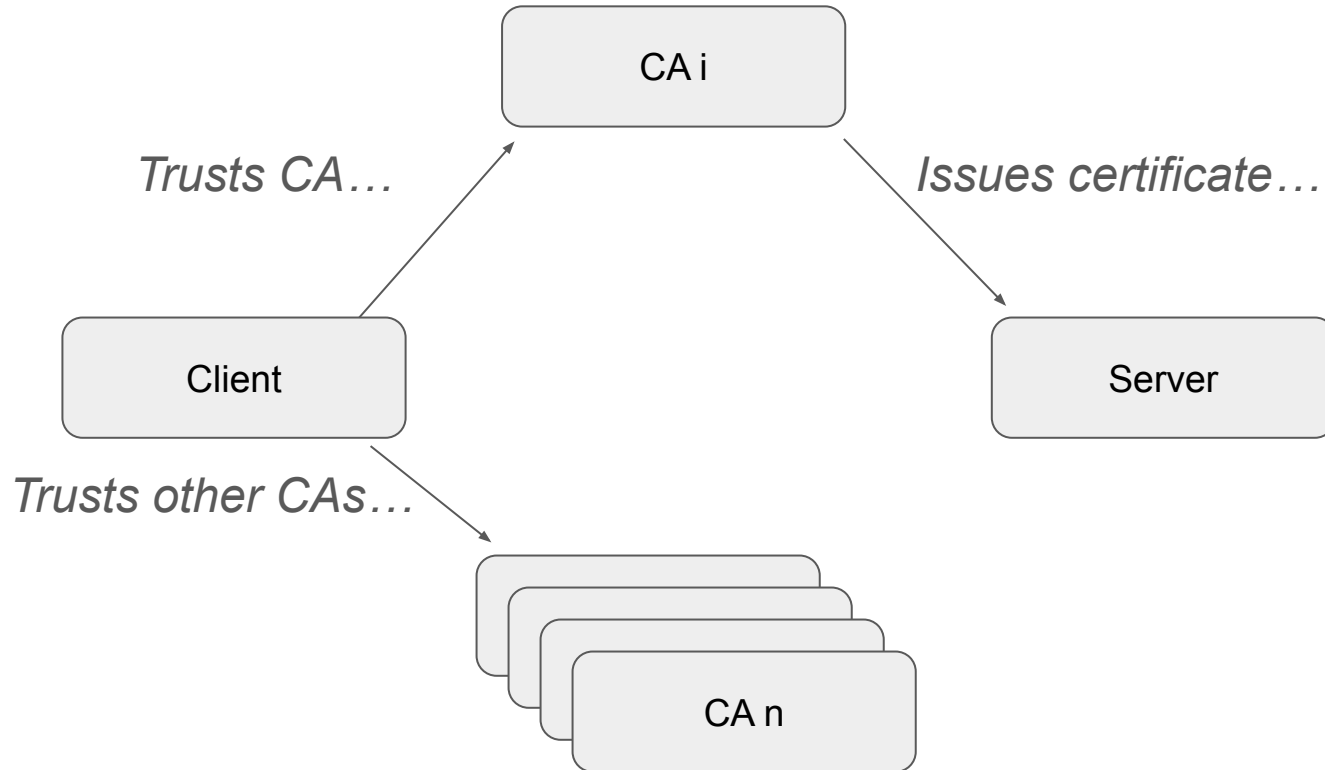 CA i
Trusts CA…
Issues certificate…
Client
Server
Trusts other CAs…
CA n